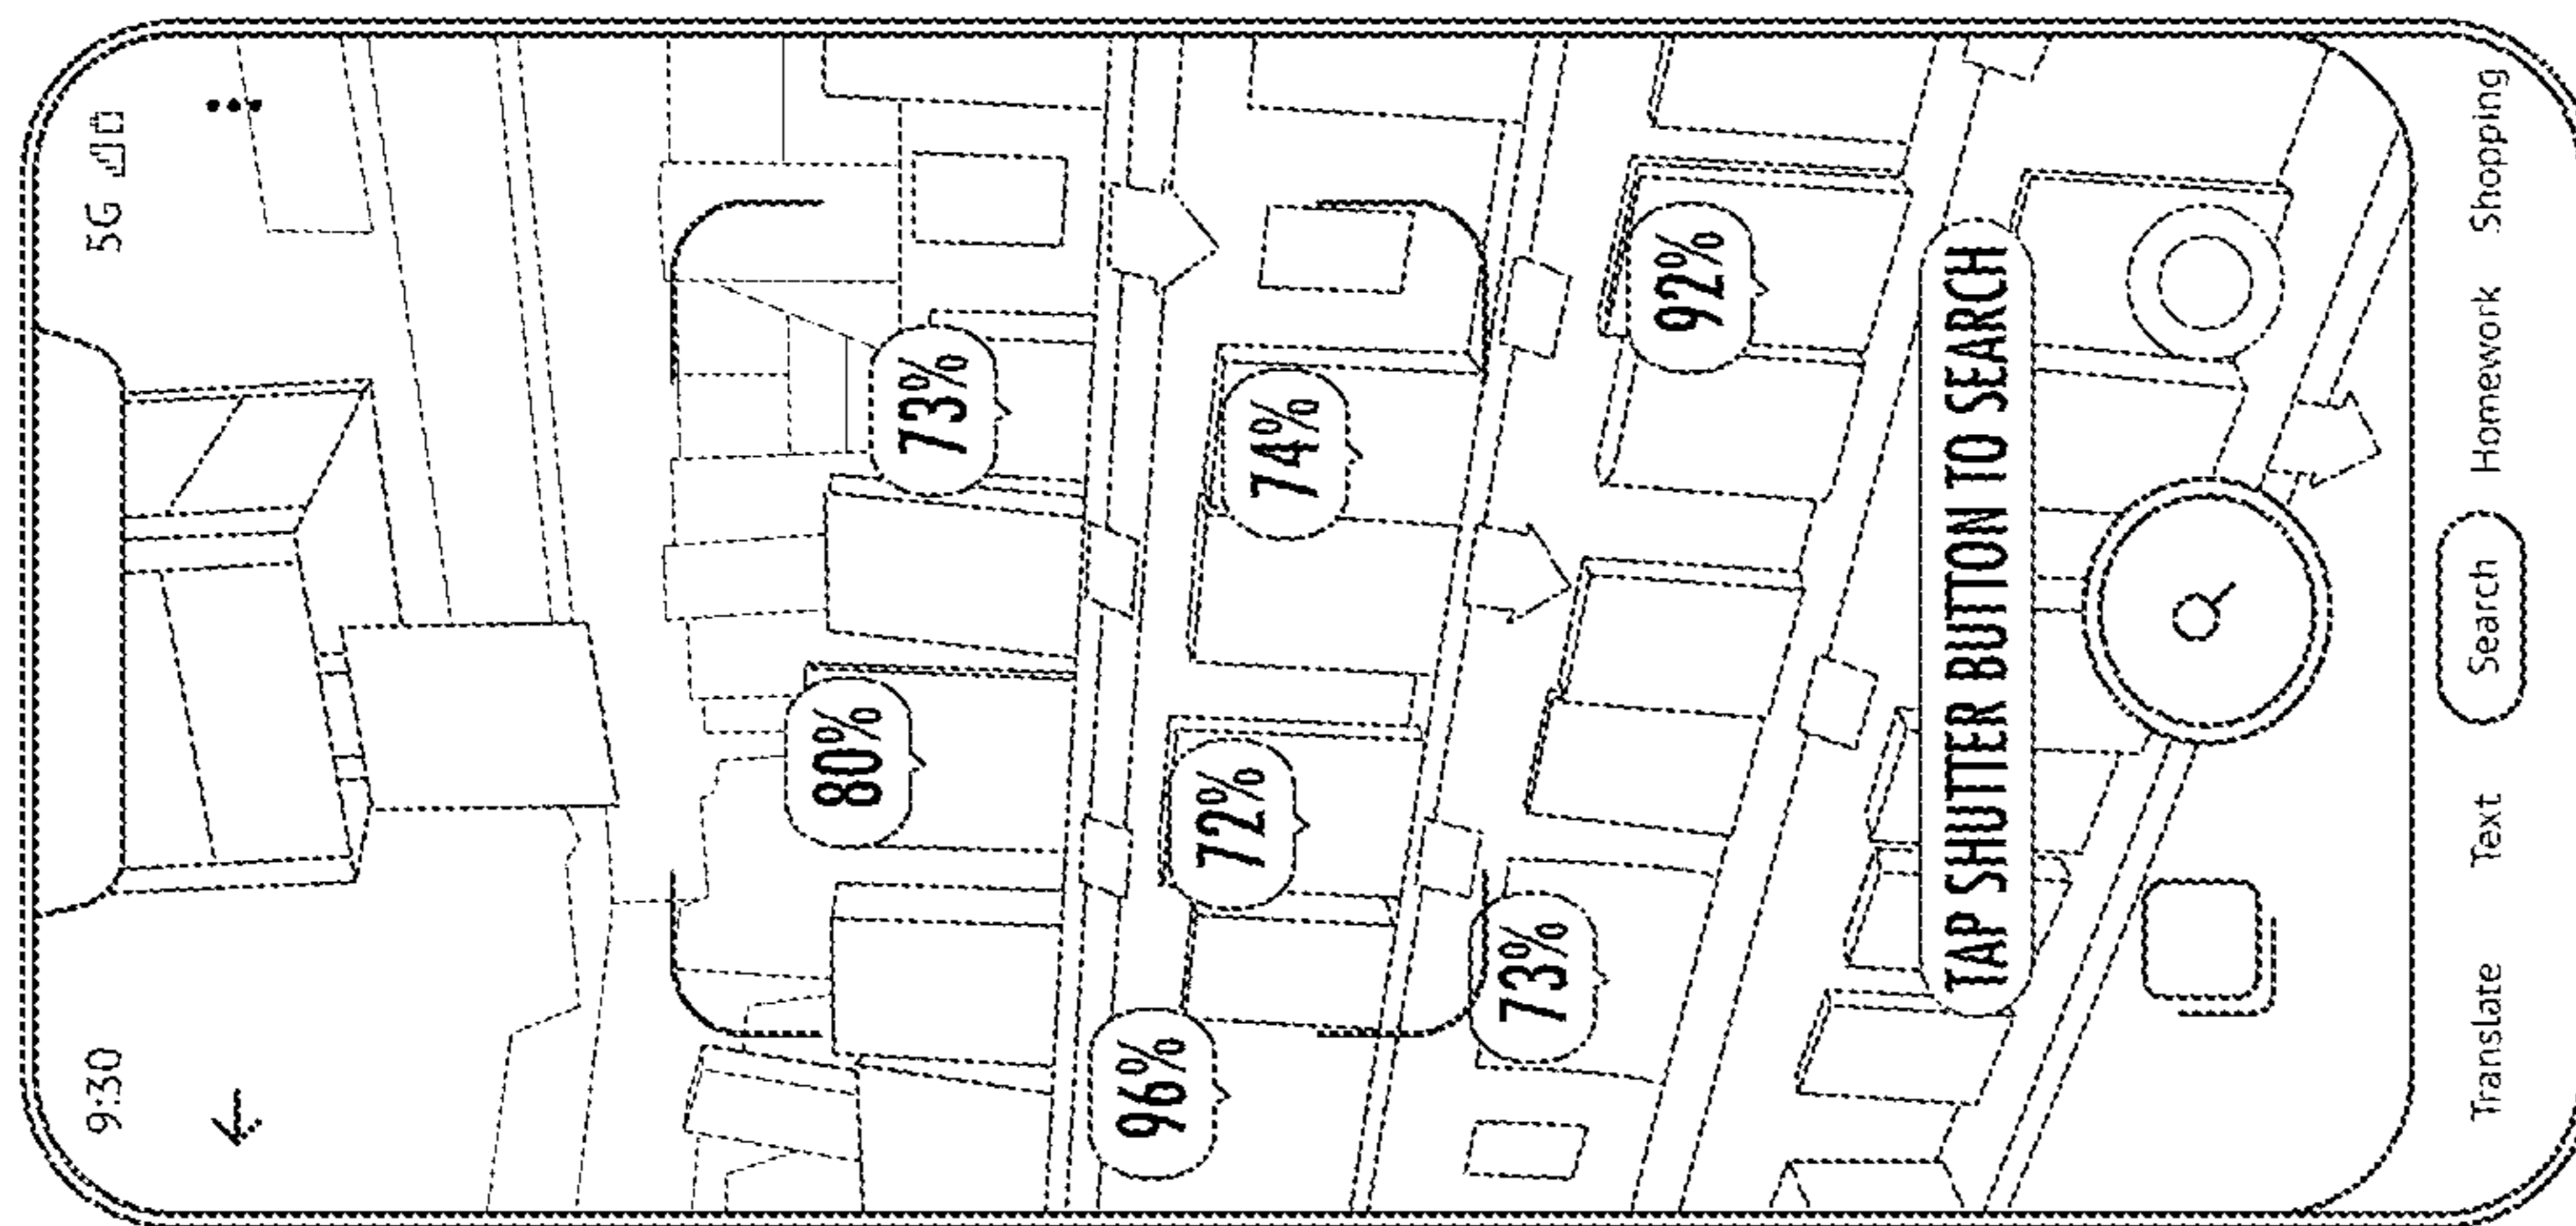 9:30 5G
73%
80%
74%
72%
96%
92%
73%
TAP SHUTTER BUTTON TO SEARCH
Translate Text Search Homework Shopping